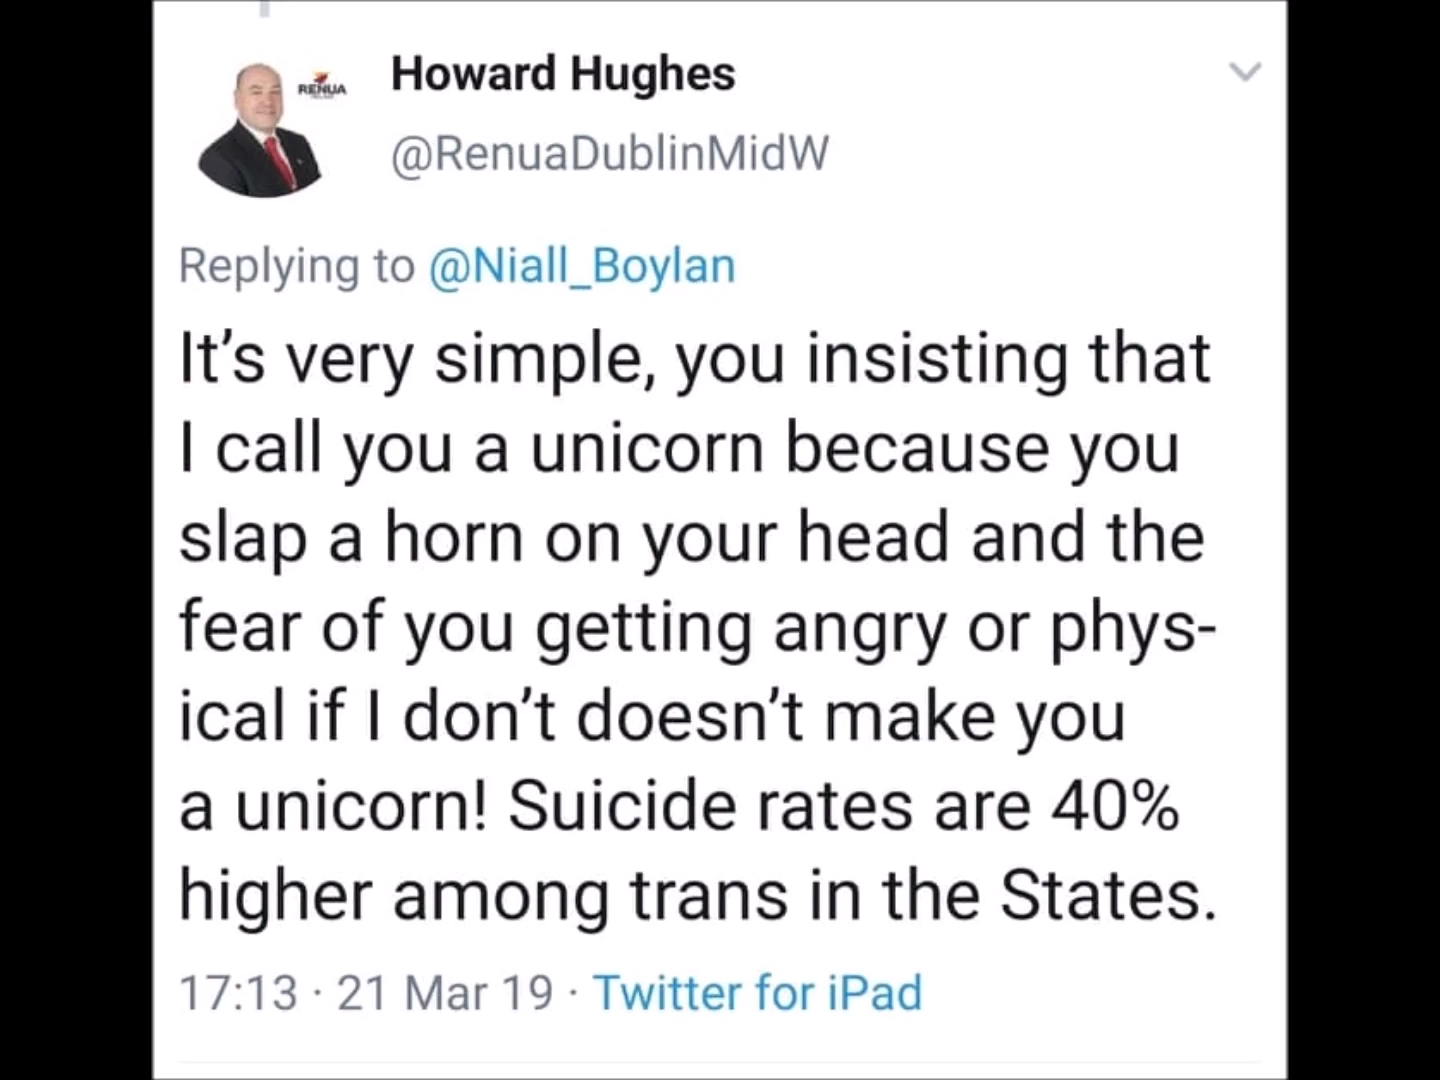 RENUA
Howard Hughes
@RenuaDublinMidW
Replying to @Niall_Boylan
It’s very simple, you insisting that
I call you a unicorn because you
slap a horn on your head and the
fear of you getting angry or phys-
ical if I don’t doesn’t make you
a unicorn! Suicide rates are 40%
higher among trans in the States.
17:13 · 21 Mar 19 · Twitter for iPad